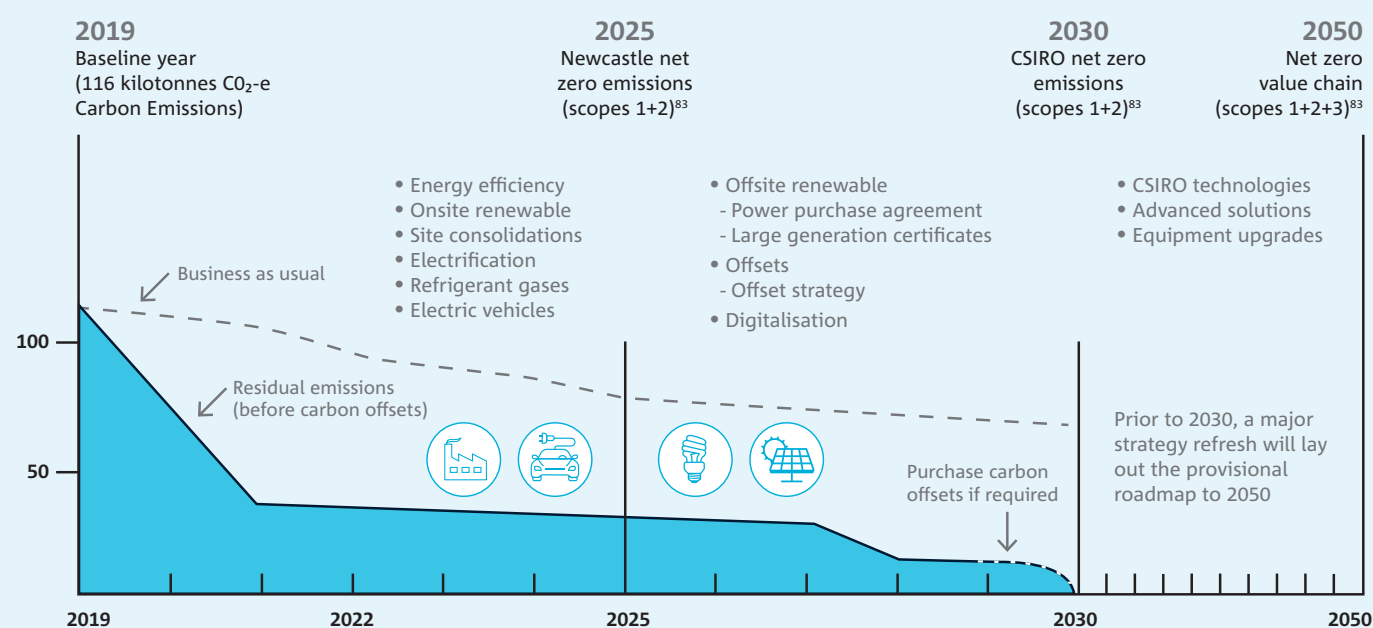 2019
Baseline year
(116 kilotonnes C0₂-e
Carbon Emissions)
2025
Newcastle net
zero emissions
(scopes 1+2)⁸³
2030
CSIRO net zero
emissions
(scopes 1+2)⁸³
2050
Net zero
value chain
(scopes 1+2+3)⁸³
• Energy efficiency
• Onsite renewable
• Site consolidations
• Electrification
• Refrigerant gases
• Electric vehicles
• Offsite renewable
- Power purchase agreement
- Large generation certificates
• Offsets
- Offset strategy
• Digitalisation
• CSIRO technologies
• Advanced solutions
• Equipment upgrades
Business as usual
100
Residual emissions
(before carbon offsets)
50
Purchase carbon
offsets if required
Prior to 2030, a major
strategy refresh will lay
out the provisional
roadmap to 2050
2019
2022
2025
2030
2050